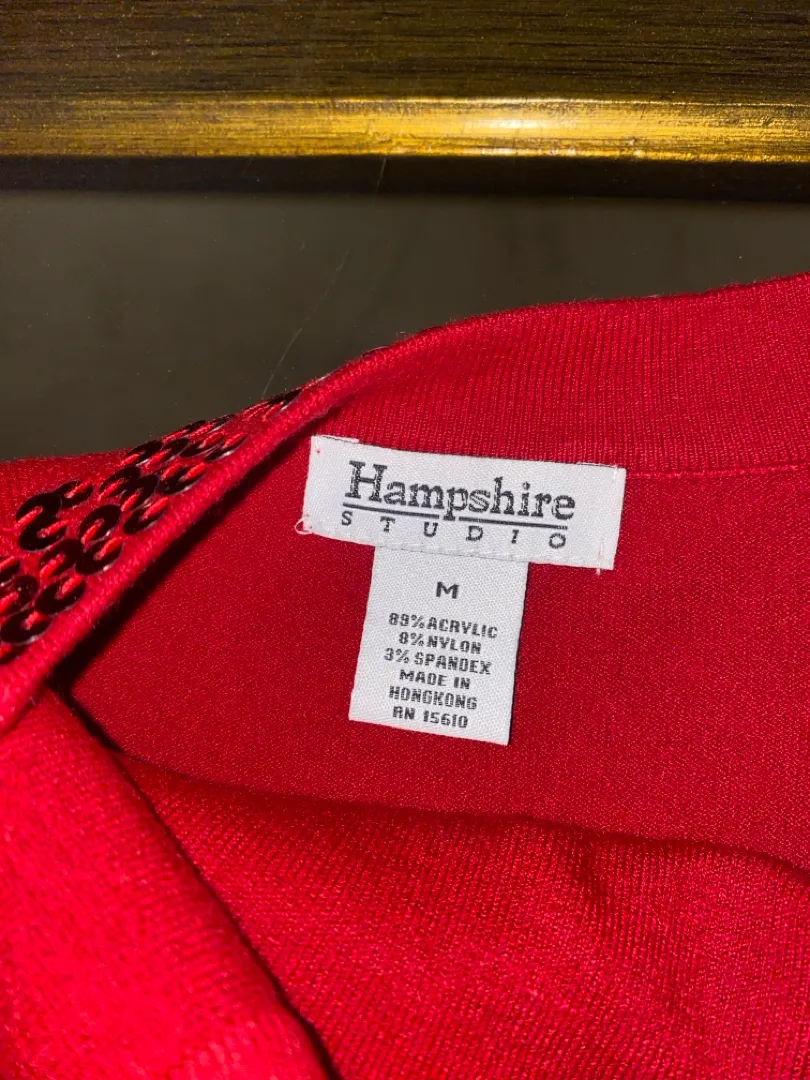 Hampshire
STUDIO
M
89% ACRYLIC
8% NYLON
3% SPANDEX
MADE IN
HONGKONG
RN 15610